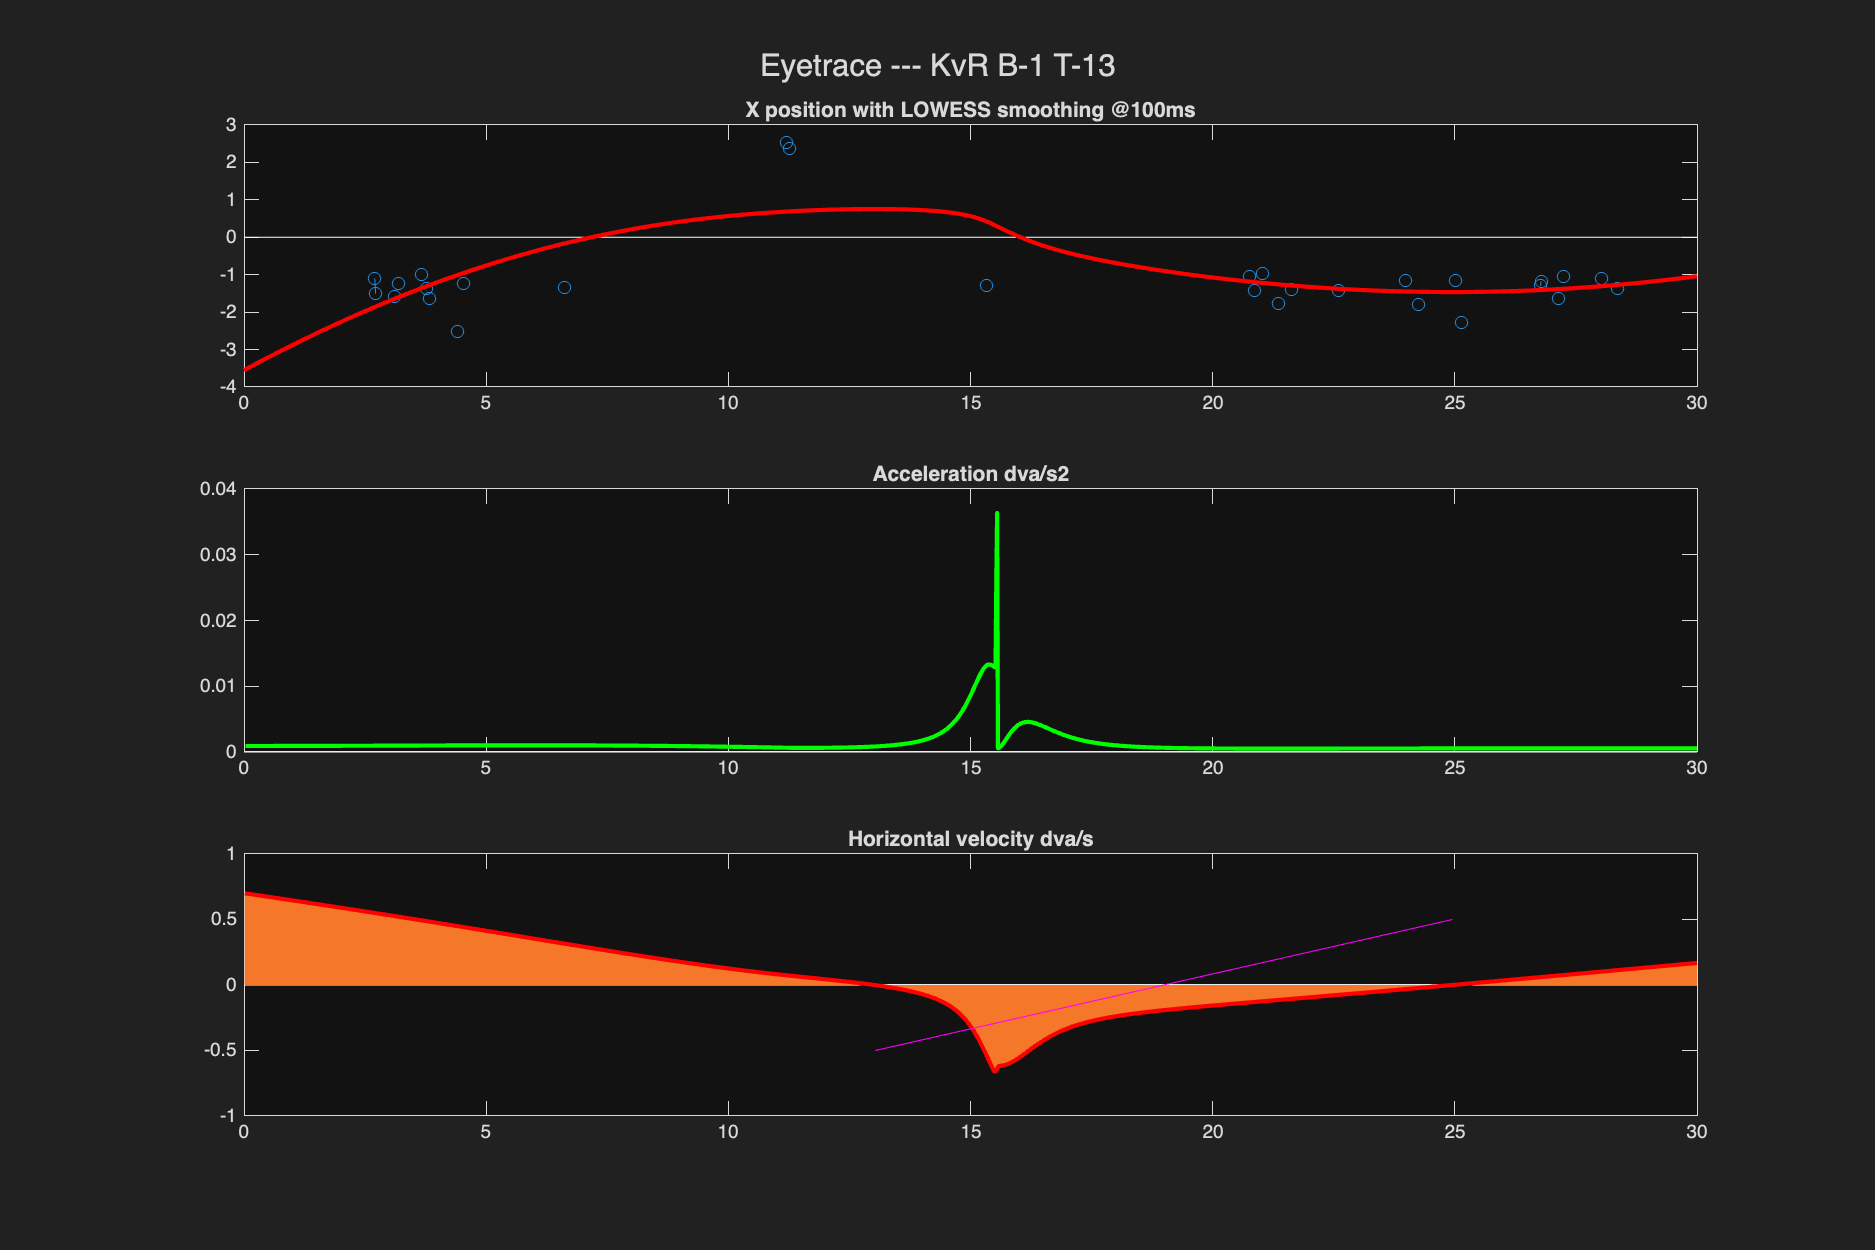 Eyetrace --- KvR B-1 T-13
X position with LOWESS smoothing @100ms
3
2
1
0
-1
-2
-3
-4
0 5 10 15 20 25 30
Acceleration dva/s2
0.04
0.03
0.02
0.01
0
0 5 10 15 20 25 30
Horizontal velocity dva/s
1
0.5
0
-0.5
-1
0 5 10 15 20 25 30